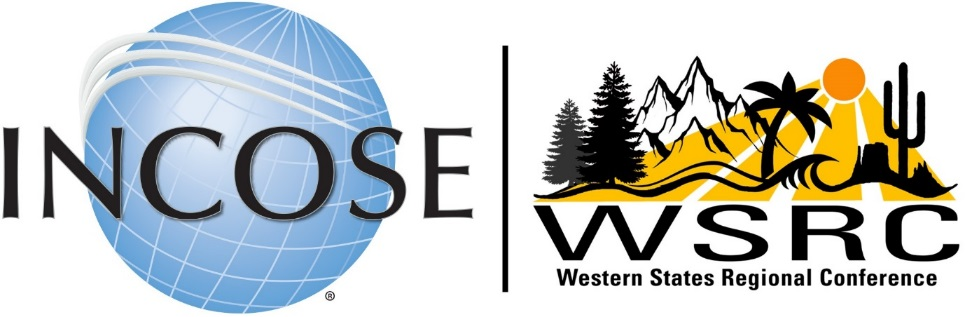 INCOSE
®
WSRC
Western States Regional Conference